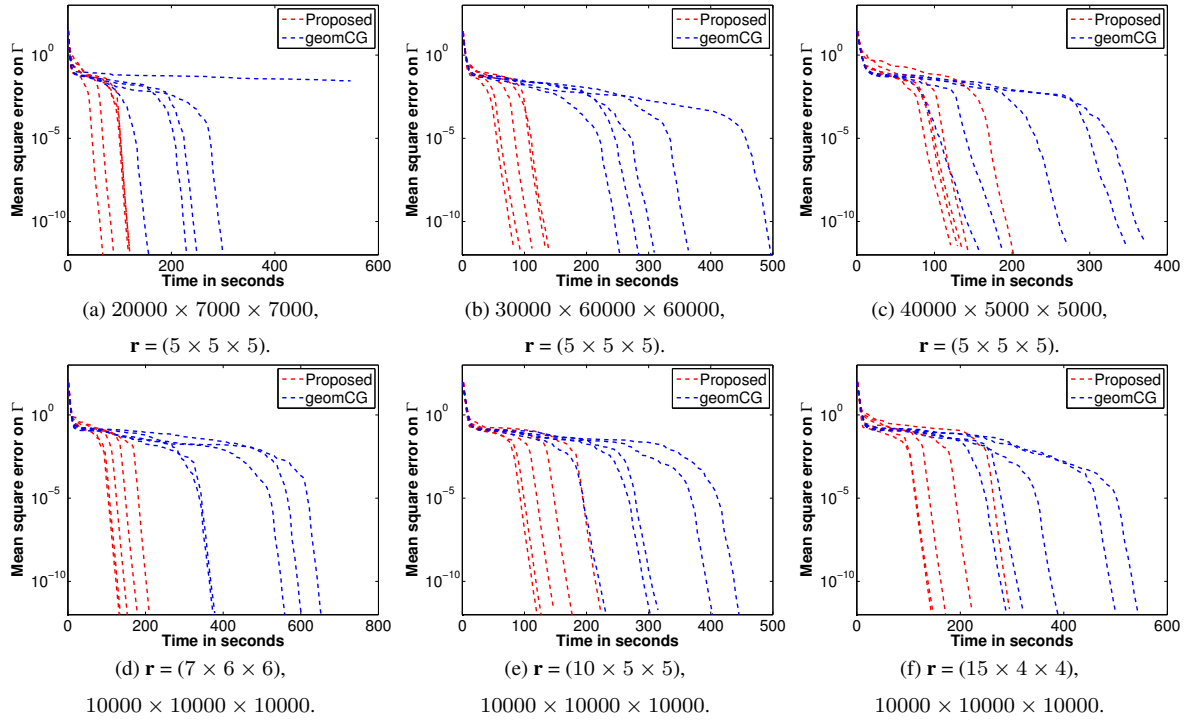 Mean square error on Γ
10^0
10^-5
10^-10
0 200 400 600
Time in seconds
Proposed
geomCG
(a) 20000 × 7000 × 7000,
r = (5 × 5 × 5).
Mean square error on Γ
10^0
10^-5
10^-10
0 100 200 300 400 500
Time in seconds
Proposed
geomCG
(b) 30000 × 60000 × 60000,
r = (5 × 5 × 5).
Mean square error on Γ
10^0
10^-5
10^-10
0 100 200 300 400
Time in seconds
Proposed
geomCG
(c) 40000 × 5000 × 5000,
r = (5 × 5 × 5).
Mean square error on Γ
10^0
10^-5
10^-10
0 200 400 600 800
Time in seconds
Proposed
geomCG
(d) r = (7 × 6 × 6),
10000 × 10000 × 10000.
Mean square error on Γ
10^0
10^-5
10^-10
0 100 200 300 400 500
Time in seconds
Proposed
geomCG
(e) r = (10 × 5 × 5),
10000 × 10000 × 10000.
Mean square error on Γ
10^0
10^-5
10^-10
0 200 400 600
Time in seconds
Proposed
geomCG
(f) r = (15 × 4 × 4),
10000 × 10000 × 10000.